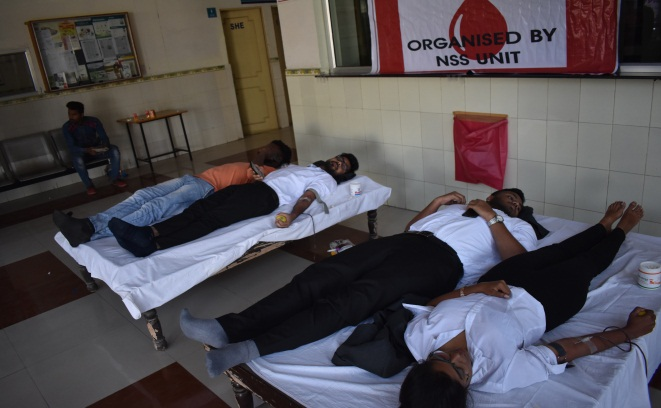 SHE
ORGANISED BY
NSS UNIT